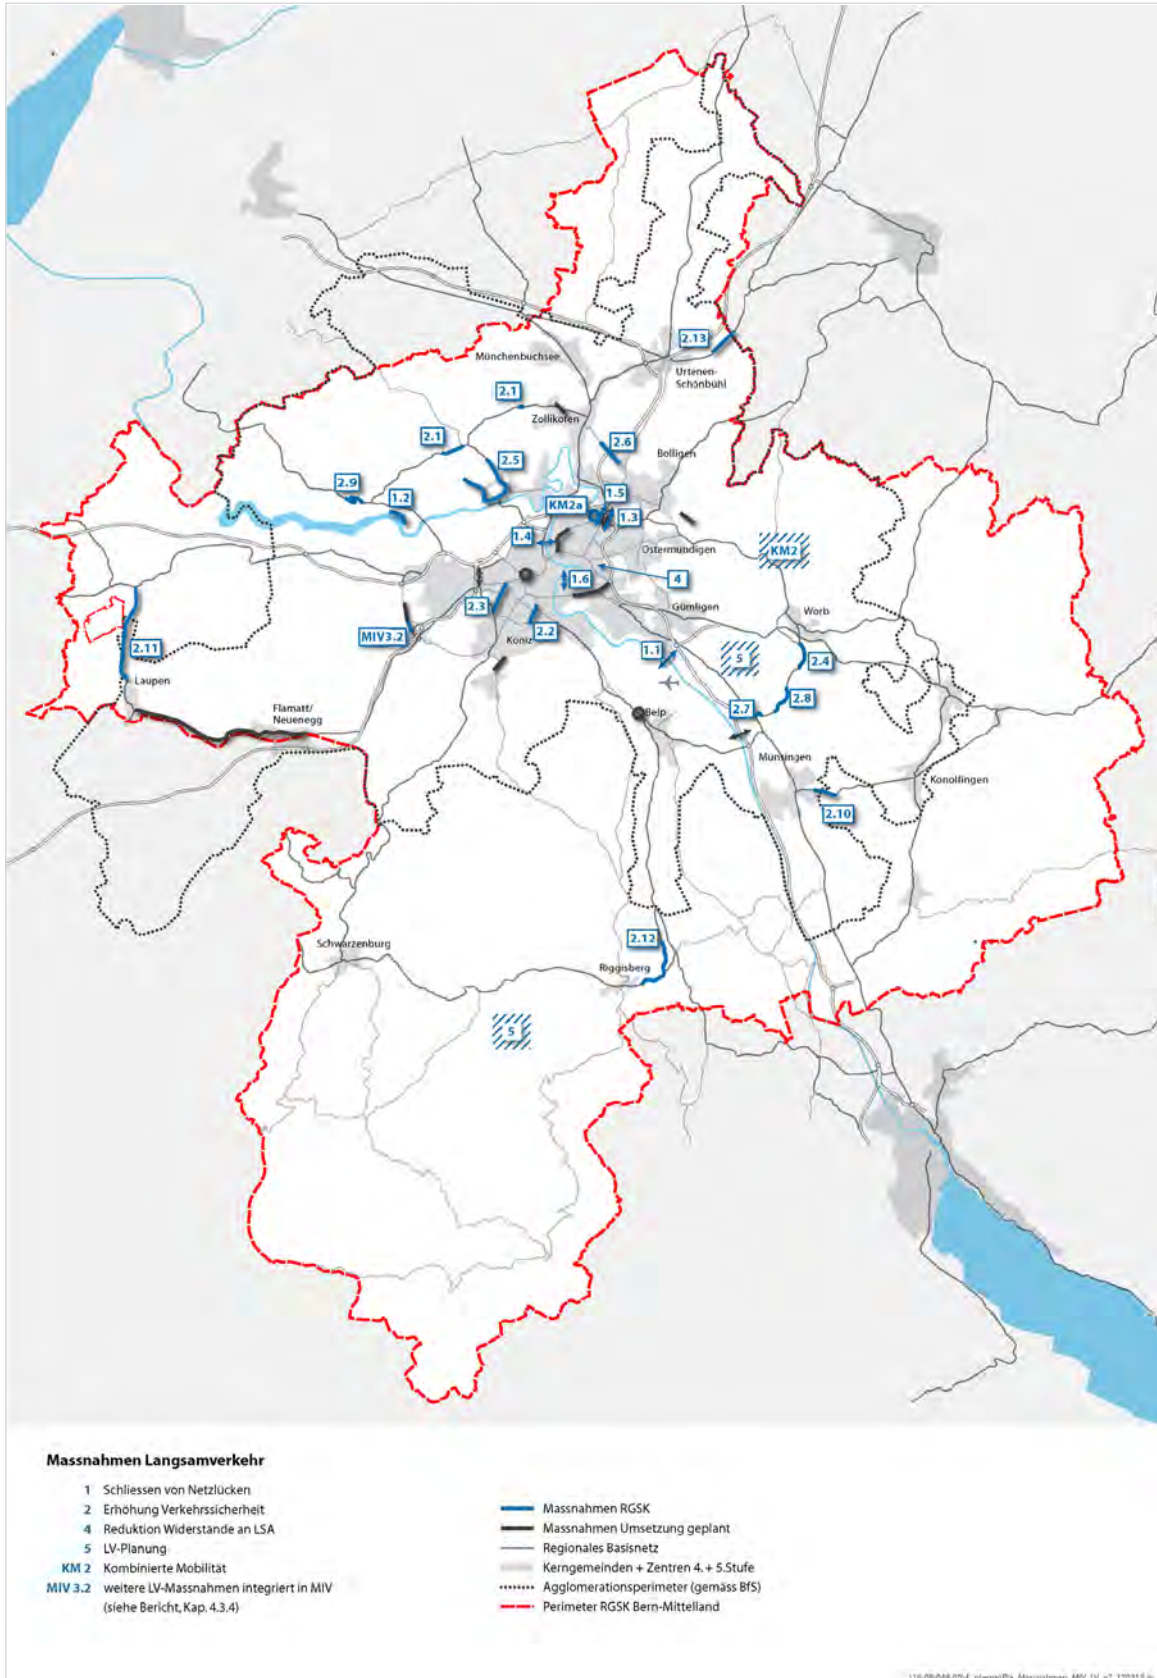 2.13
Münchenbuchsee
Urtenen-
Schönbühl
2.1
Zollikofen
2.1
2.6
Bolligen
2.5
2.9
1.2
1.5
KM2a
1.3
1.4
Ostermundigen
KM2
1.6
4
2.3
Gümligen
Worb
MIV3.2
2.2
Köniz
2.11
1.1
5
2.4
Laupen
2.8
Flamatt/
Neuenegg
Belp
2.7
Münsingen
Konolfingen
2.10
2.12
Schwarzenburg
Riggisberg
5
Massnahmen Langsamverkehr
1 Schliessen von Netzlücken
2 Erhöhung Verkehrssicherheit
4 Reduktion Widerstände an LSA
5 LV-Planung
KM 2 Kombinierte Mobilität
MIV 3.2 weitere LV-Massnahmen integriert in MIV
(siehe Bericht, Kap. 4.3.4)
Massnahmen RGSK
Massnahmen Umsetzung geplant
Regionales Basisnetz
Kerngemeinden + Zentren 4. + 5.Stufe
Agglomerationsperimeter (gemäss BfS)
Perimeter RGSK Bern-Mittelland